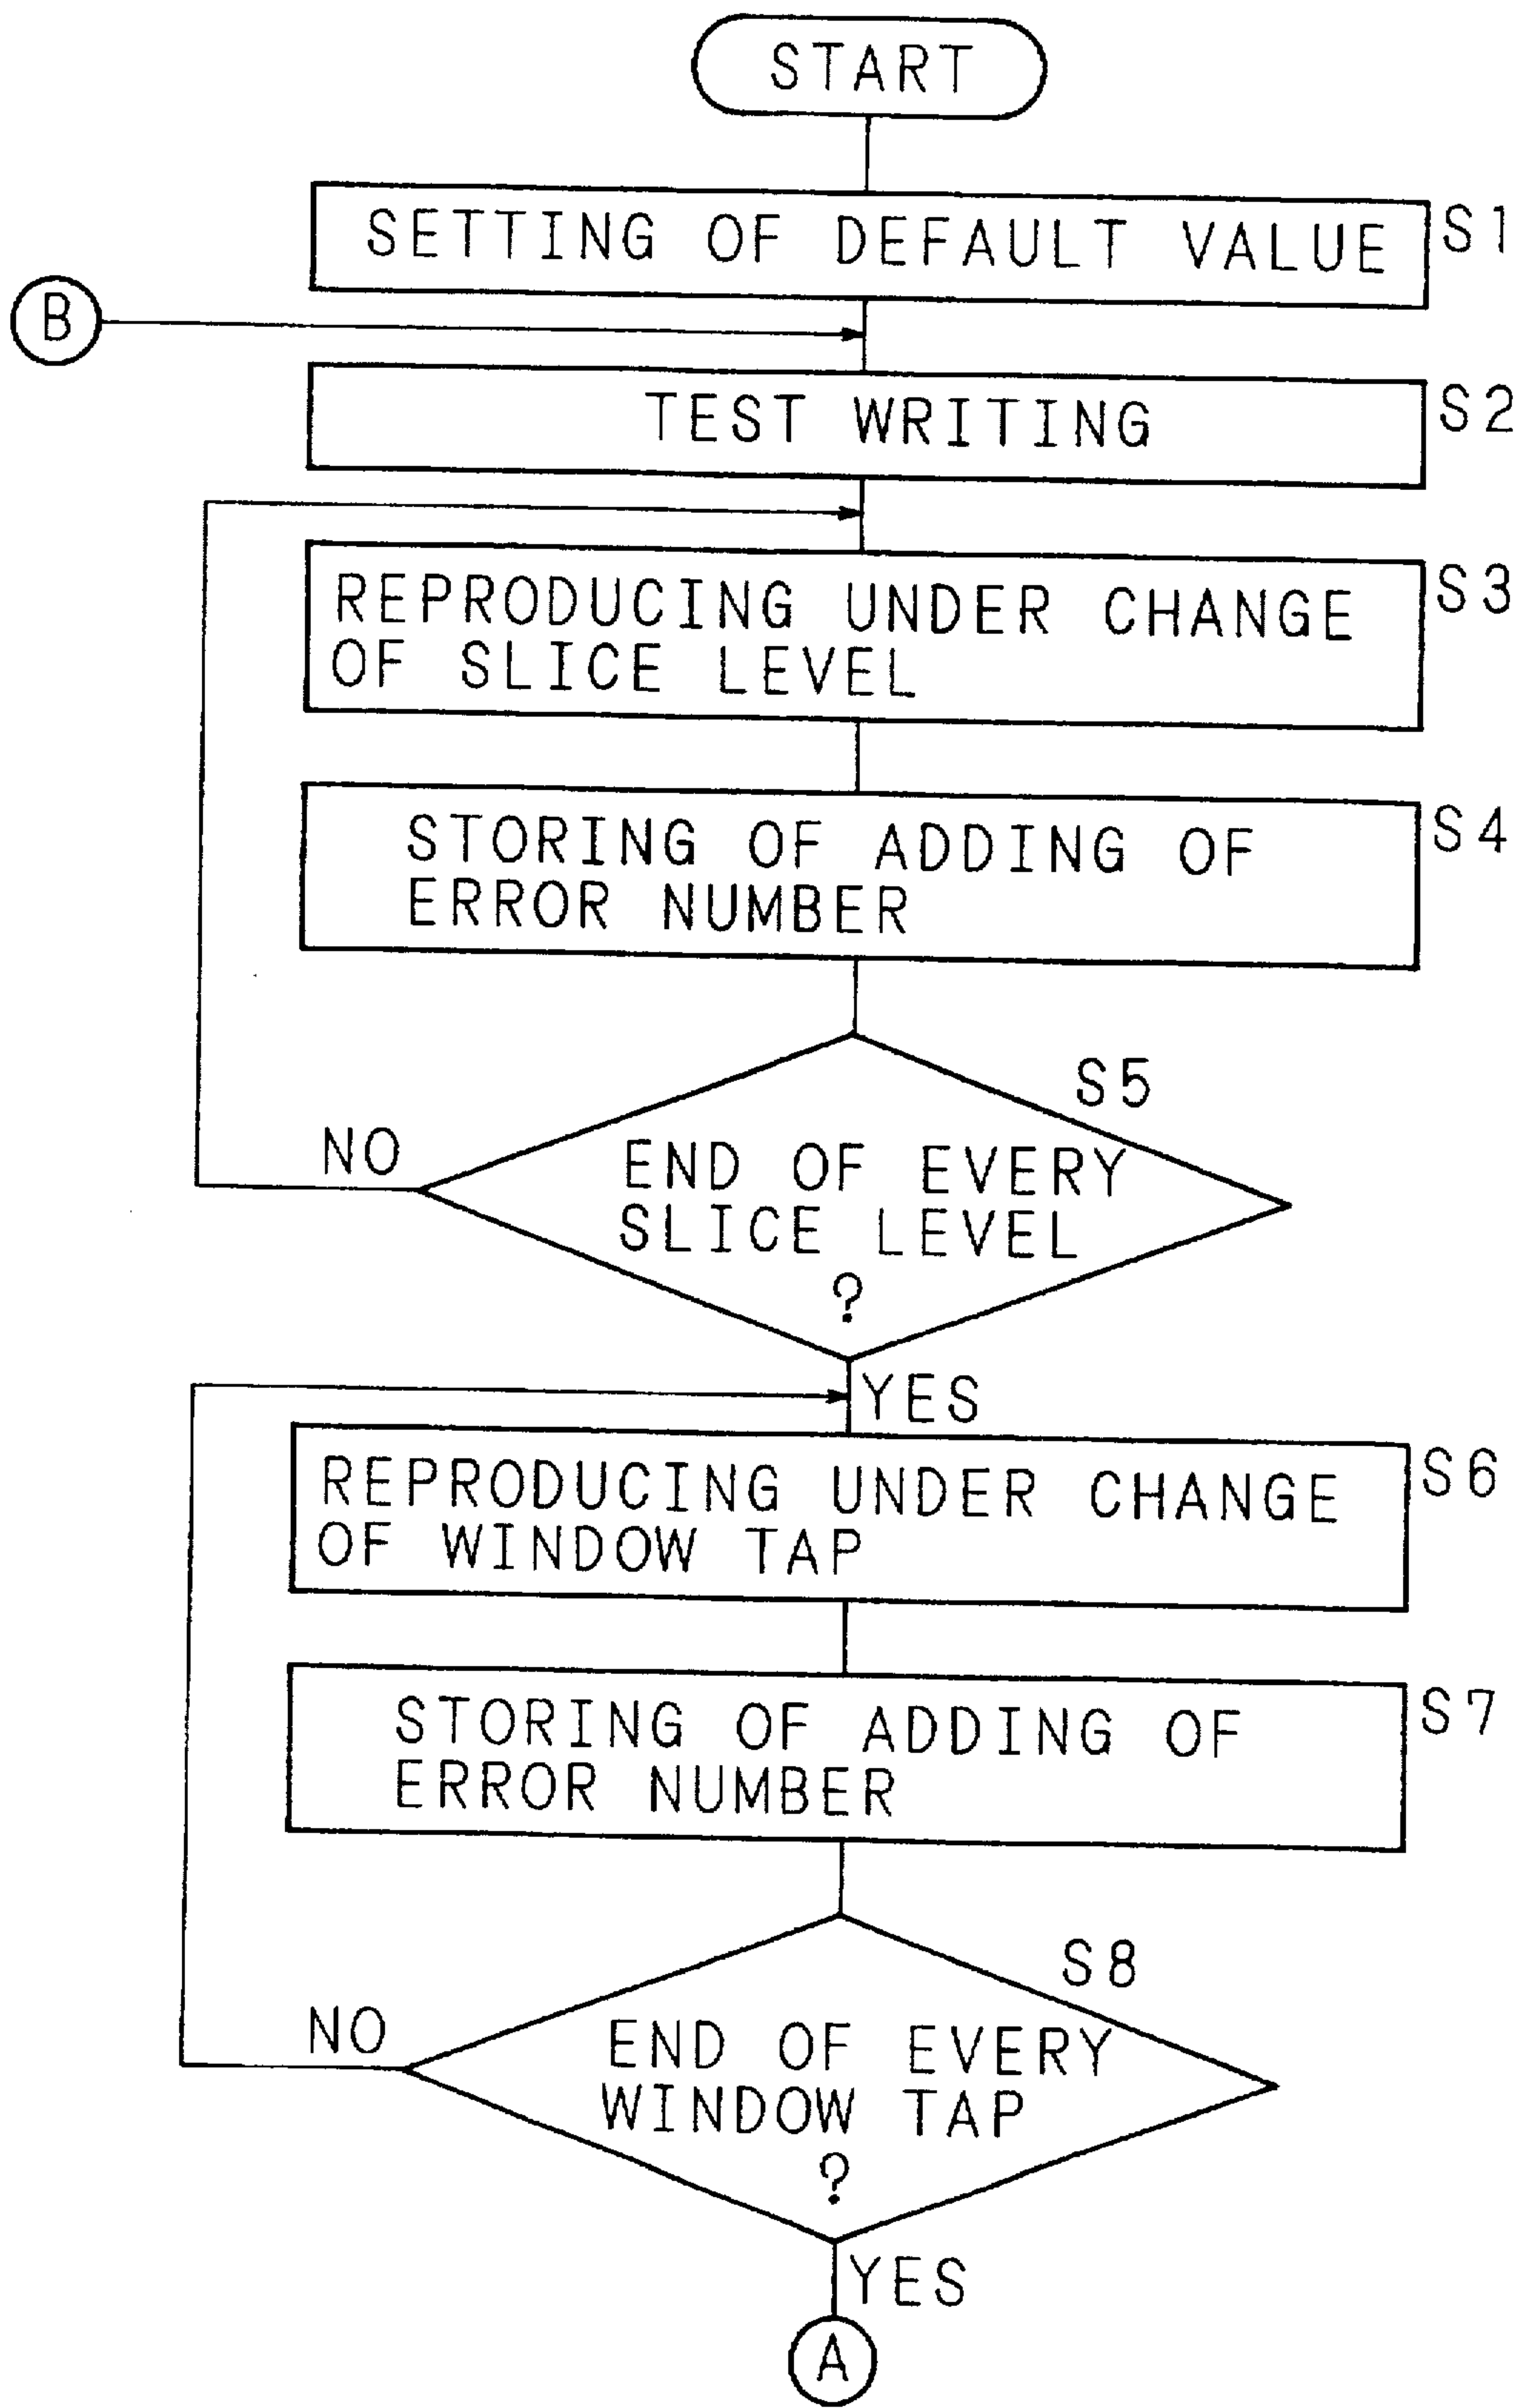 START
SETTING OF DEFAULT VALUE
S1
B
TEST WRITING
S2
REPRODUCING UNDER CHANGE
OF SLICE LEVEL
S3
STORING OF ADDING OF
ERROR NUMBER
S4
S5
NO
END OF EVERY
SLICE LEVEL
?
YES
REPRODUCING UNDER CHANGE
OF WINDOW TAP
S6
STORING OF ADDING OF
ERROR NUMBER
S7
S8
NO
END OF EVERY
WINDOW TAP
?
YES
A